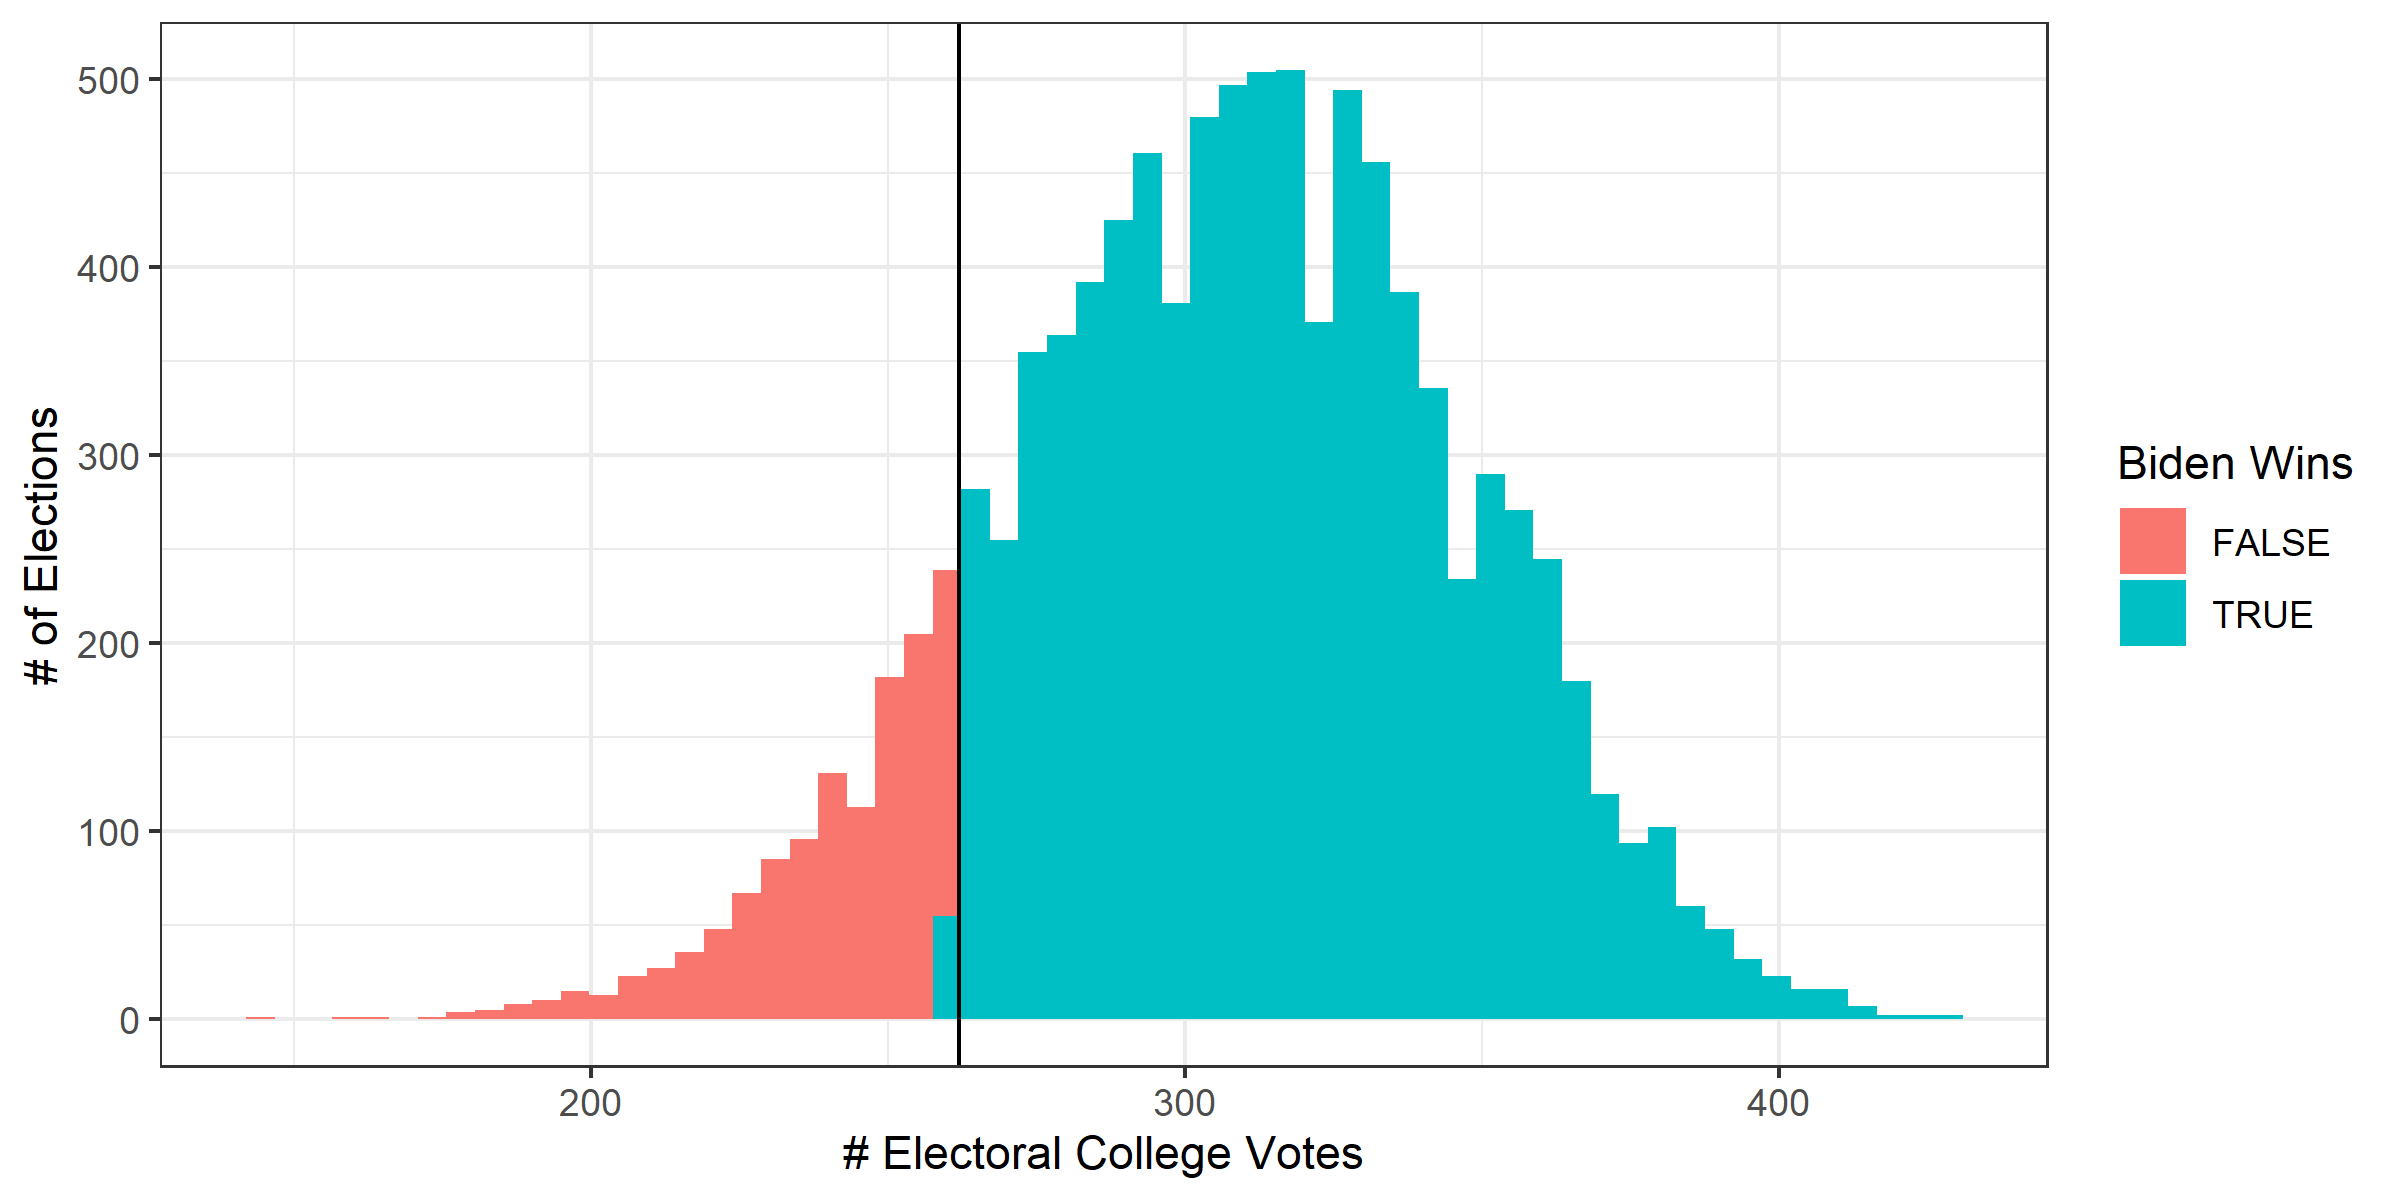 500
400
300
200
100
0
# of Elections
200 300 400
# Electoral College Votes
Biden Wins
FALSE
TRUE